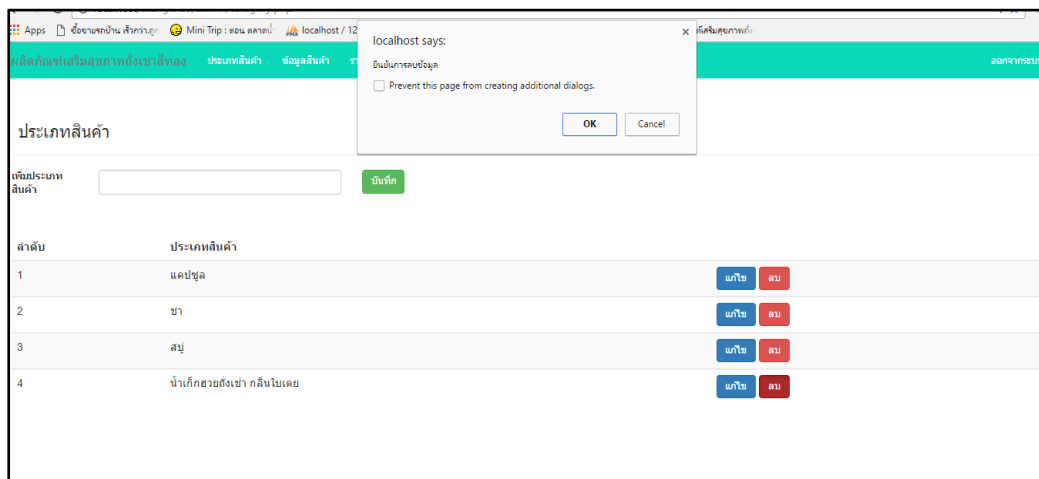 Apps ซื้อขายรถบ้าน เร็วกว่า.ถูก Mini Trip : ตอน ตลาดน้ำ localhost / 12
localhost says:
ยืนยันการลบข้อมูล
Prevent this page from creating additional dialogs.
OK Cancel
ผลิตภัณฑ์เสริมสุขภาพถั่งเช่าสีทอง ประเภทสินค้า ข้อมูลสินค้า ออกจากระบบ
ประเภทสินค้า
เพิ่มประเภท
สินค้า
บันทึก
ลำดับ ประเภทสินค้า
1 แคปซูล แก้ไข ลบ
2 ชา แก้ไข ลบ
3 สบู่ แก้ไข ลบ
4 น้ำเก็กฮวยถั่งเช่า กลิ่นใบเตย แก้ไข ลบ